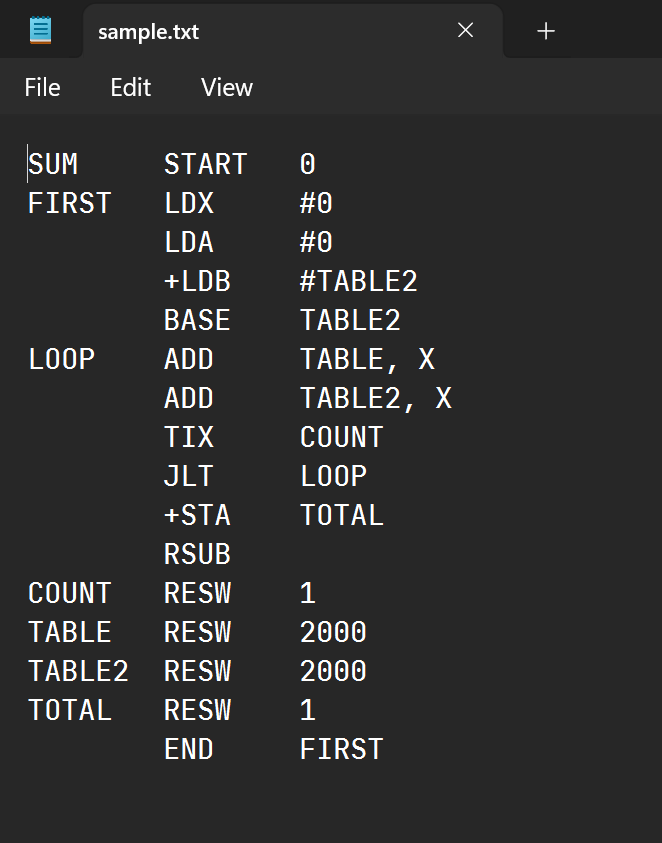 sample.txt
File Edit View
SUM START 0
FIRST LDX #0
LDA #0
+LDB #TABLE2
BASE TABLE2
LOOP ADD TABLE, X
ADD TABLE2, X
TIX COUNT
JLT LOOP
+STA TOTAL
RSUB
COUNT RESW 1
TABLE RESW 2000
TABLE2 RESW 2000
TOTAL RESW 1
END FIRST